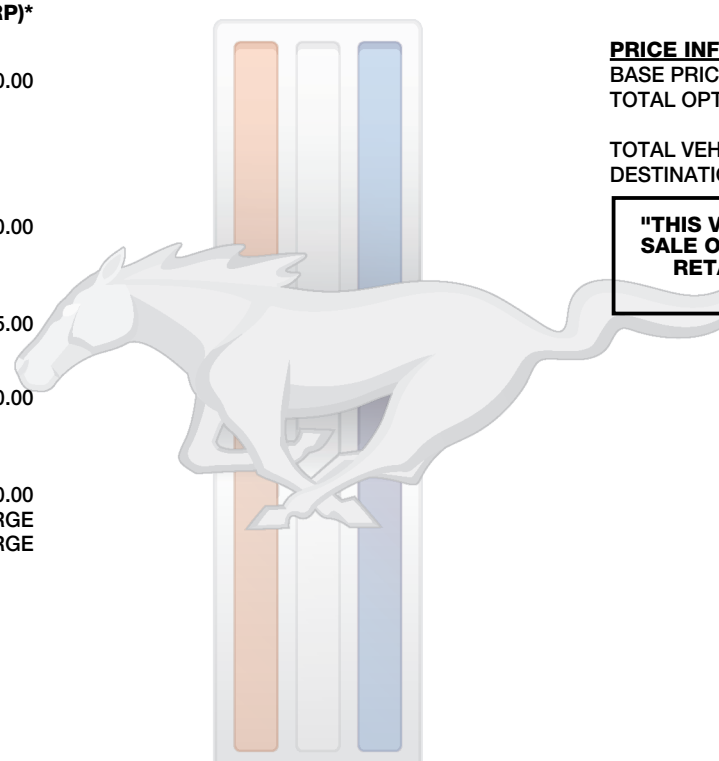 RP)*
0.00
0.00
5.00
0.00
0.00
RGE
RGE
PRICE INF
BASE PRIC
TOTAL OPT
TOTAL VEH
DESTINATIO
"THIS V
SALE O
RETA